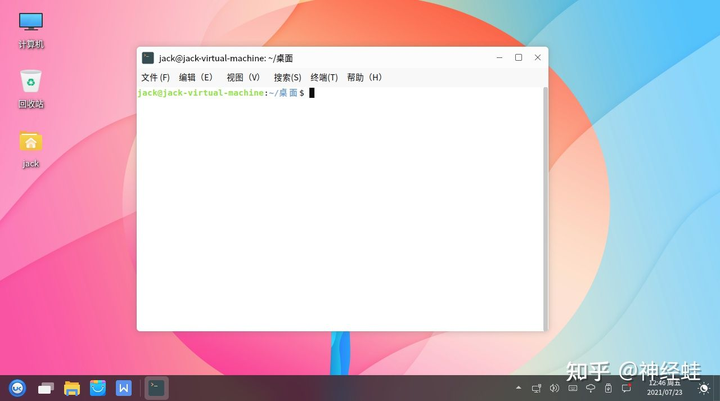 计算机
回收站
jack
jack@jack-virtual-machine: ~/桌面
文件(F) 编辑（E） 视图（V） 搜索(S) 终端(T) 帮助（H）
jack@jack-virtual-machine:~/桌面$
知乎 @神经蛙
12:46 周五
2021/07/23